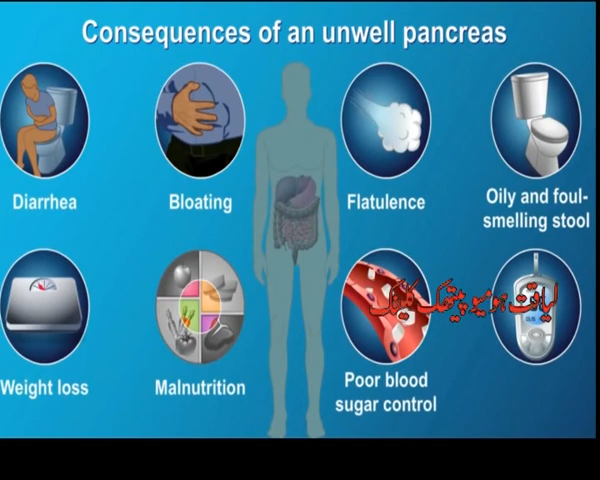 Consequences of an unwell pancreas
Diarrhea
Bloating
Flatulence
Oily and foul-
smelling stool
لیاقت ہومیو پیتھک کلینک
Weight loss
Malnutrition
Poor blood
sugar control